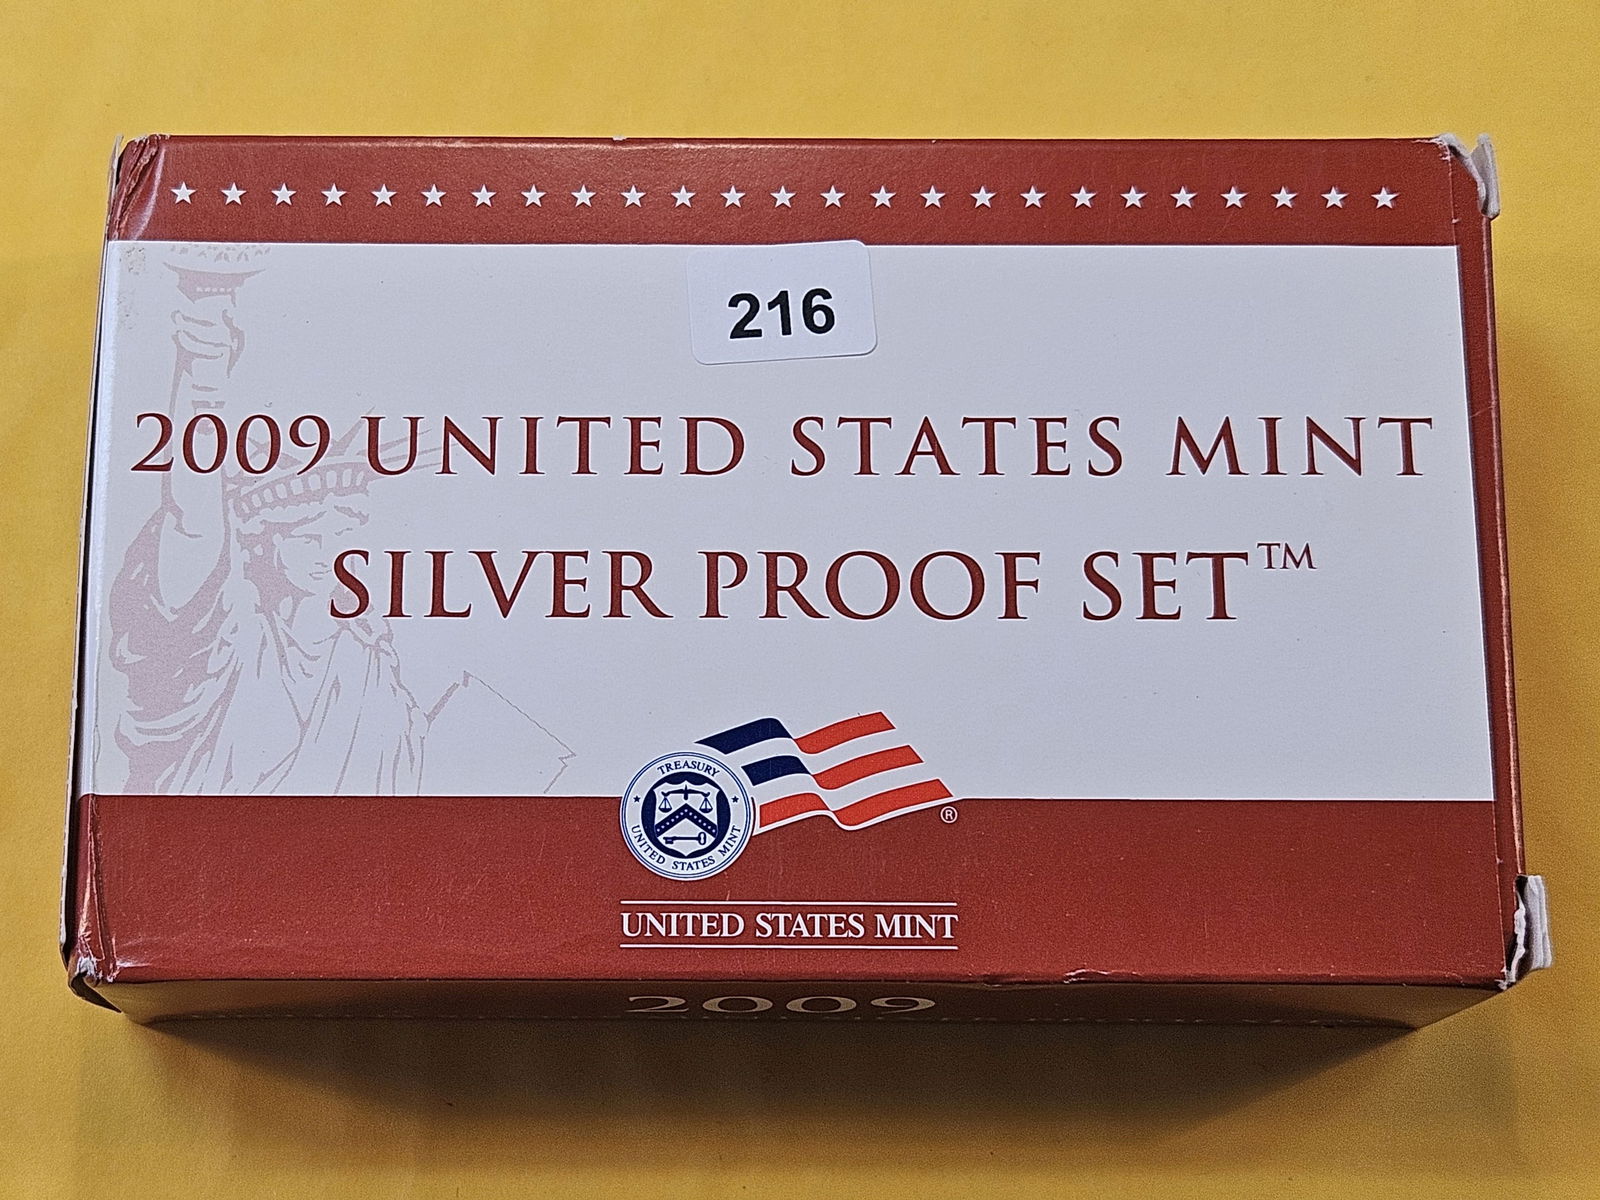 216
2009 UNITED STATES MINT
SILVER PROOF SET™
TREASURY
UNITED STATES MINT
®
UNITED STATES MINT
2009